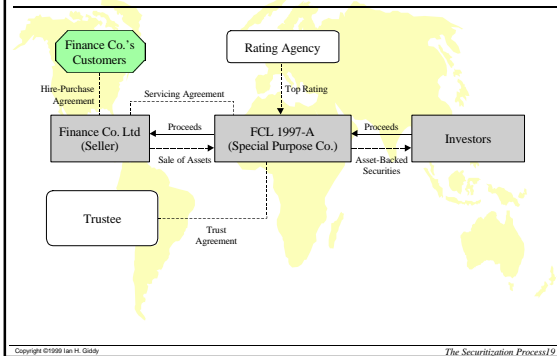 Finance Co.'s
Customers
Rating Agency
Hire-Purchase
Agreement
Servicing Agreement
Top Rating
Finance Co. Ltd
(Seller)
Proceeds
Sale of Assets
FCL 1997-A
(Special Purpose Co.)
Proceeds
Asset-Backed
Securities
Investors
Trustee
Trust
Agreement
Copyright ©1999 Ian H. Giddy
The Securitization Process19